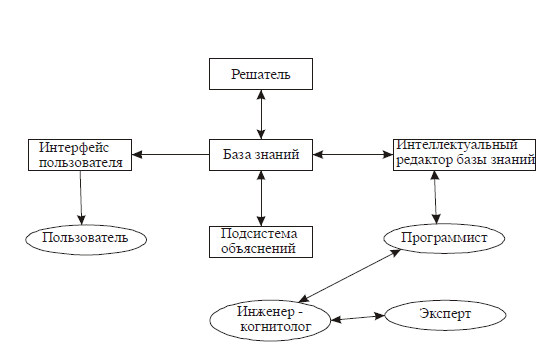 Решатель
Интерфейс
пользователя
База знаний
Интеллектуальный
редактор базы знаний
Пользователь
Подсистема
объяснений
Программист
Инженер -
когнитолог
Эксперт